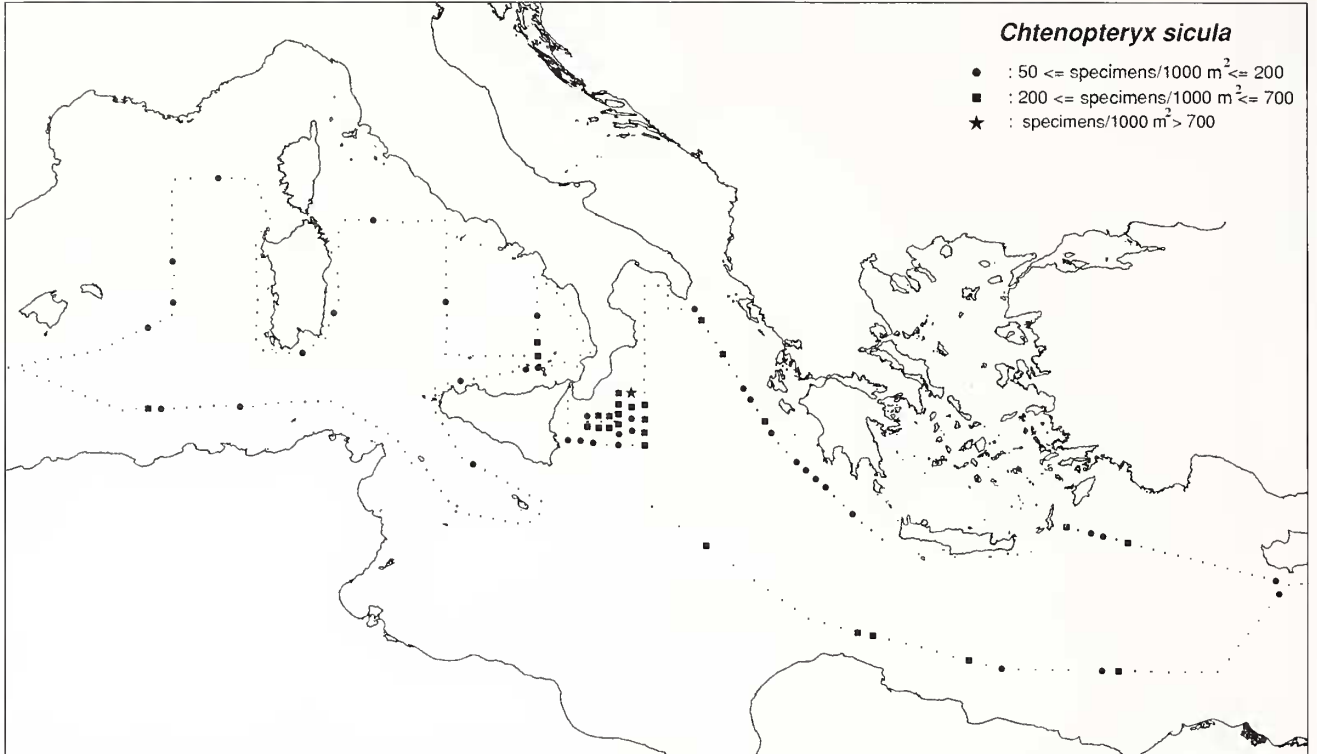 Chtenopteryx sicula
● : 50 <= specimens/1000 m²<= 200
■ : 200 <= specimens/1000 m²<= 700
★ : specimens/1000 m²> 700